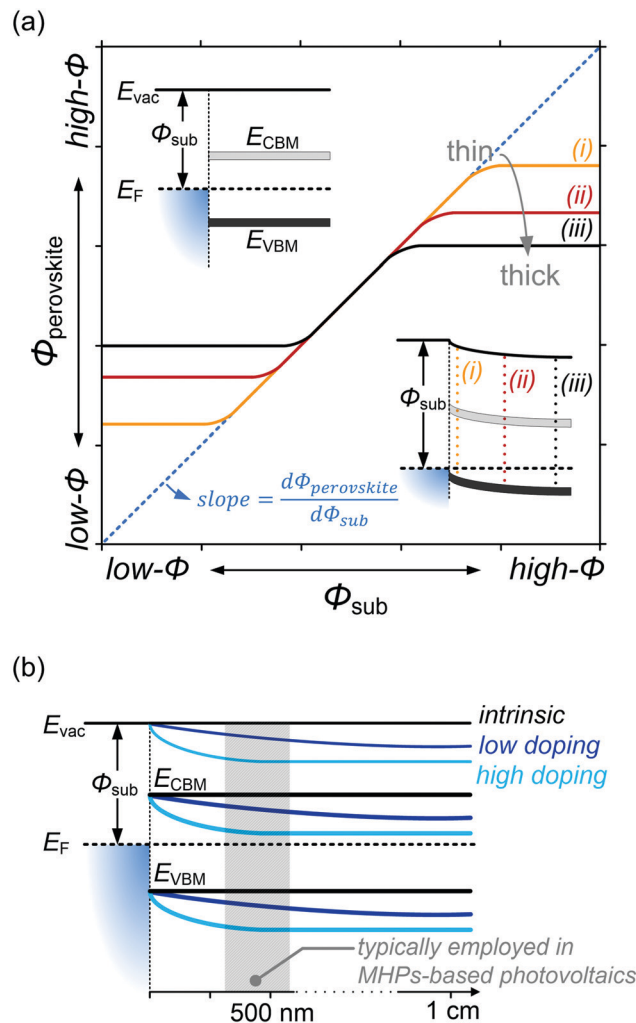 (a)
high-Φ
Φperovskite
low-Φ
Evac
Φsub
ECBM
EF
EVBM
thin
(i)
(ii)
(iii)
thick
Φsub
(i)
(ii)
(iii)
slope = dΦperovskite / dΦsub
low-Φ
high-Φ
Φsub
(b)
Evac
intrinsic
low doping
high doping
Φsub
ECBM
EF
EVBM
typically employed in
MHPs-based photovoltaics
500 nm
1 cm